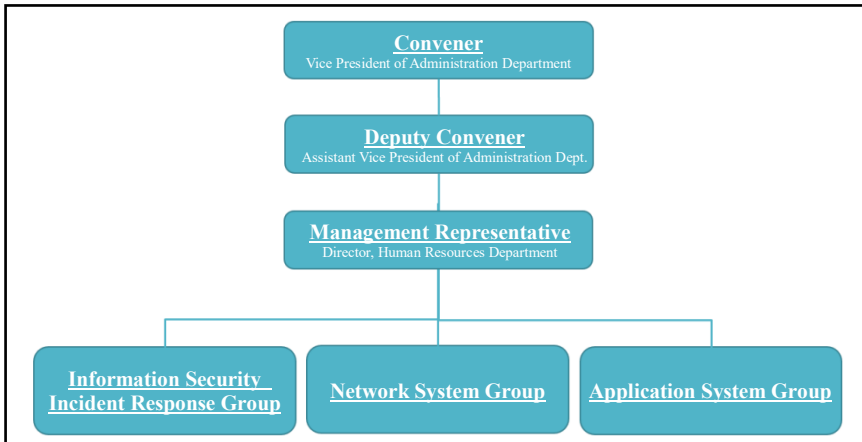 Convener
Vice President of Administration Department
Deputy Convener
Assistant Vice President of Administration Dept.
Management Representative
Director, Human Resources Department
Information Security
Incident Response Group
Network System Group
Application System Group